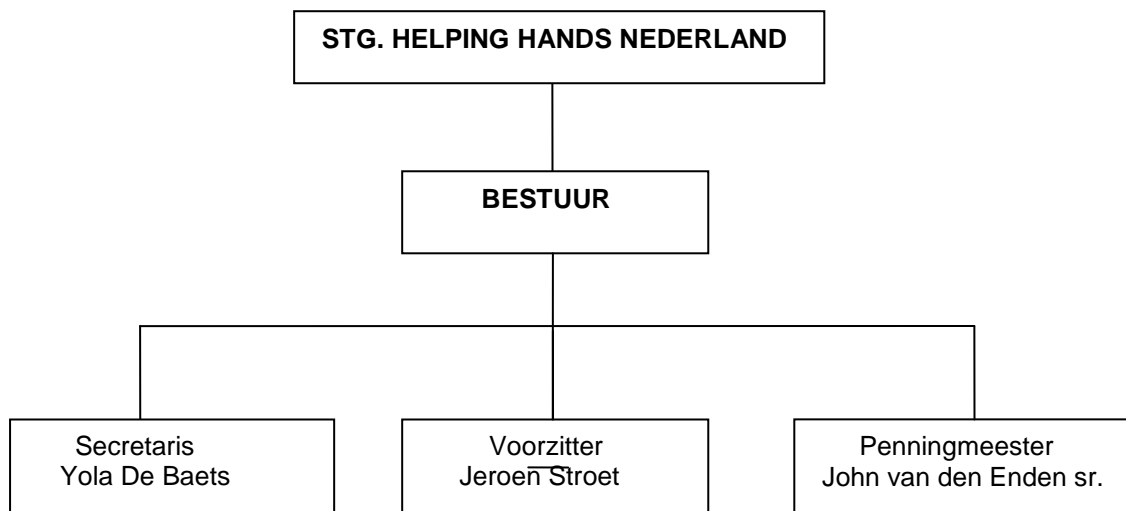 STG. HELPING HANDS NEDERLAND
BESTUUR
Secretaris
Yola De Baets
Voorzitter
Jeroen Stroet
Penningmeester
John van den Enden sr.